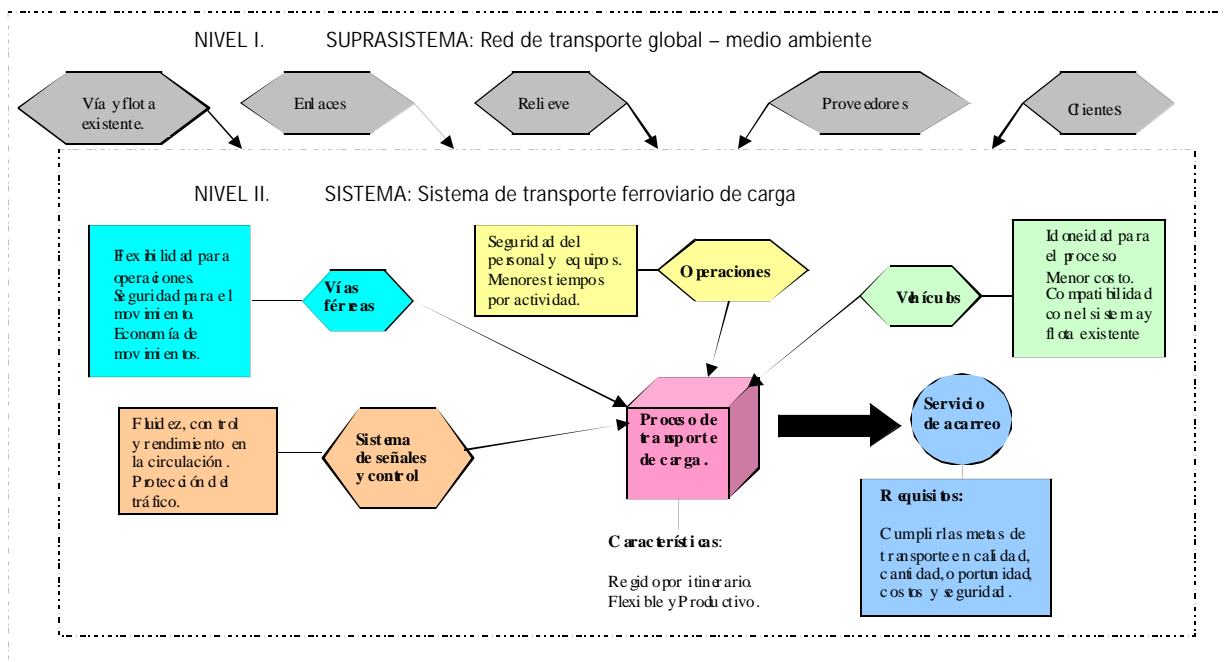 NIVEL I. SUPRASISTEMA: Red de transporte global – medio ambiente
Vía y flota
existente.
Enlaces
Relieve
Proveedores
Clientes
NIVEL II. SISTEMA: Sistema de transporte ferroviario de carga
Flexibilidad para
operaciones.
Seguridad para el
movimiento.
Economía de
movimientos.
Vías
férreas
Seguridad del
personal y equipos.
Menores tiempos
por actividad.
Operaciones
Vehículos
Idoneidad para
el proceso.
Menor costo.
Compatibilidad
con el sistema y
flota existente
Fluidez, control
y rendimiento en
la circulación.
Protección del
tráfico.
Sistema
de señales
y control
Proceso de
transporte
de carga.
Servicio
de acarreo
Características:
Regido por itinerario.
Flexible y Productivo.
Requisitos:
Cumplir las metas de
transporte en calidad,
cantidad, oportunidad,
costos y seguridad.